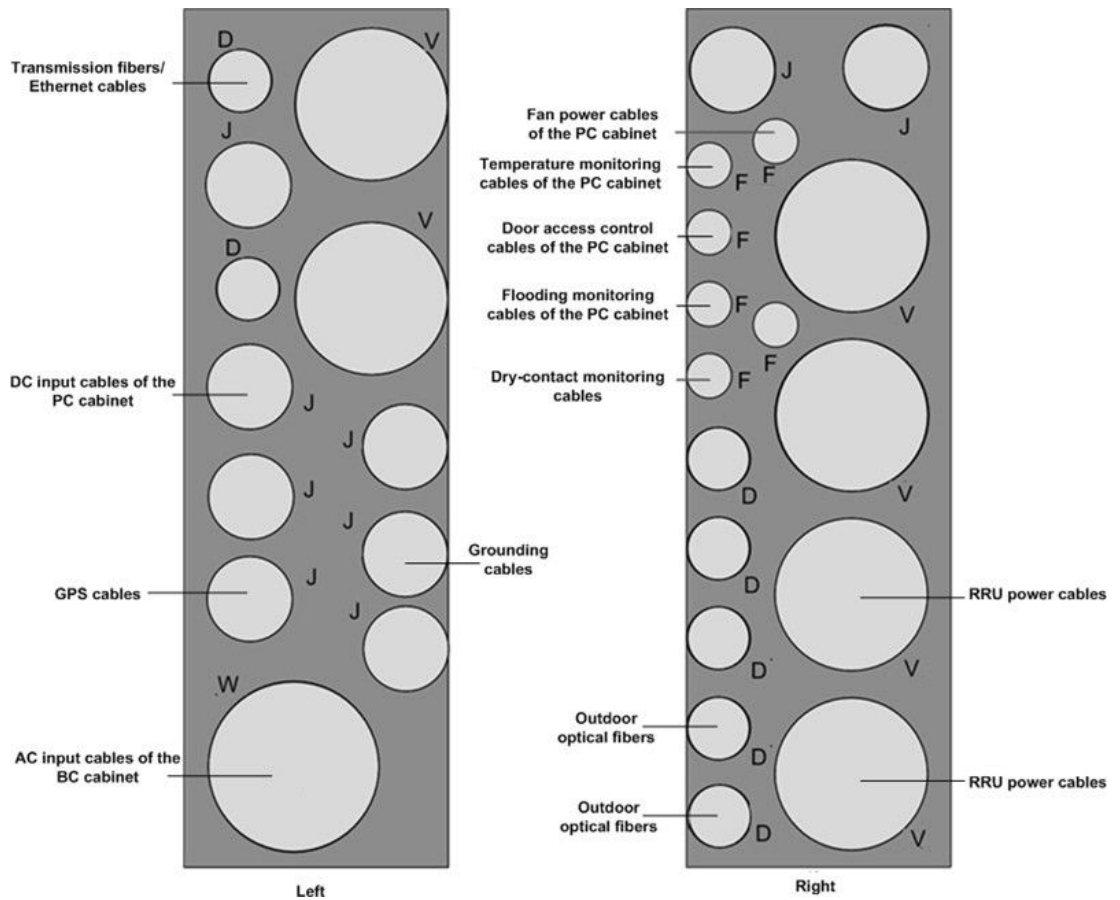 D
V
Transmission fibers/
Ethernet cables
J
V
D
DC input cables of the
PC cabinet
J
J
J
J
Grounding
cables
GPS cables
J
J
W
AC input cables of the
BC cabinet
Left
J
J
Fan power cables
of the PC cabinet
F
Temperature monitoring
cables of the PC cabinet
F
Door access control
cables of the PC cabinet
F
Flooding monitoring
cables of the PC cabinet
F
V
F
Dry-contact monitoring
cables
F
D
V
D
RRU power cables
D
V
Outdoor
optical fibers
D
RRU power cables
Outdoor
optical fibers
D
V
Right